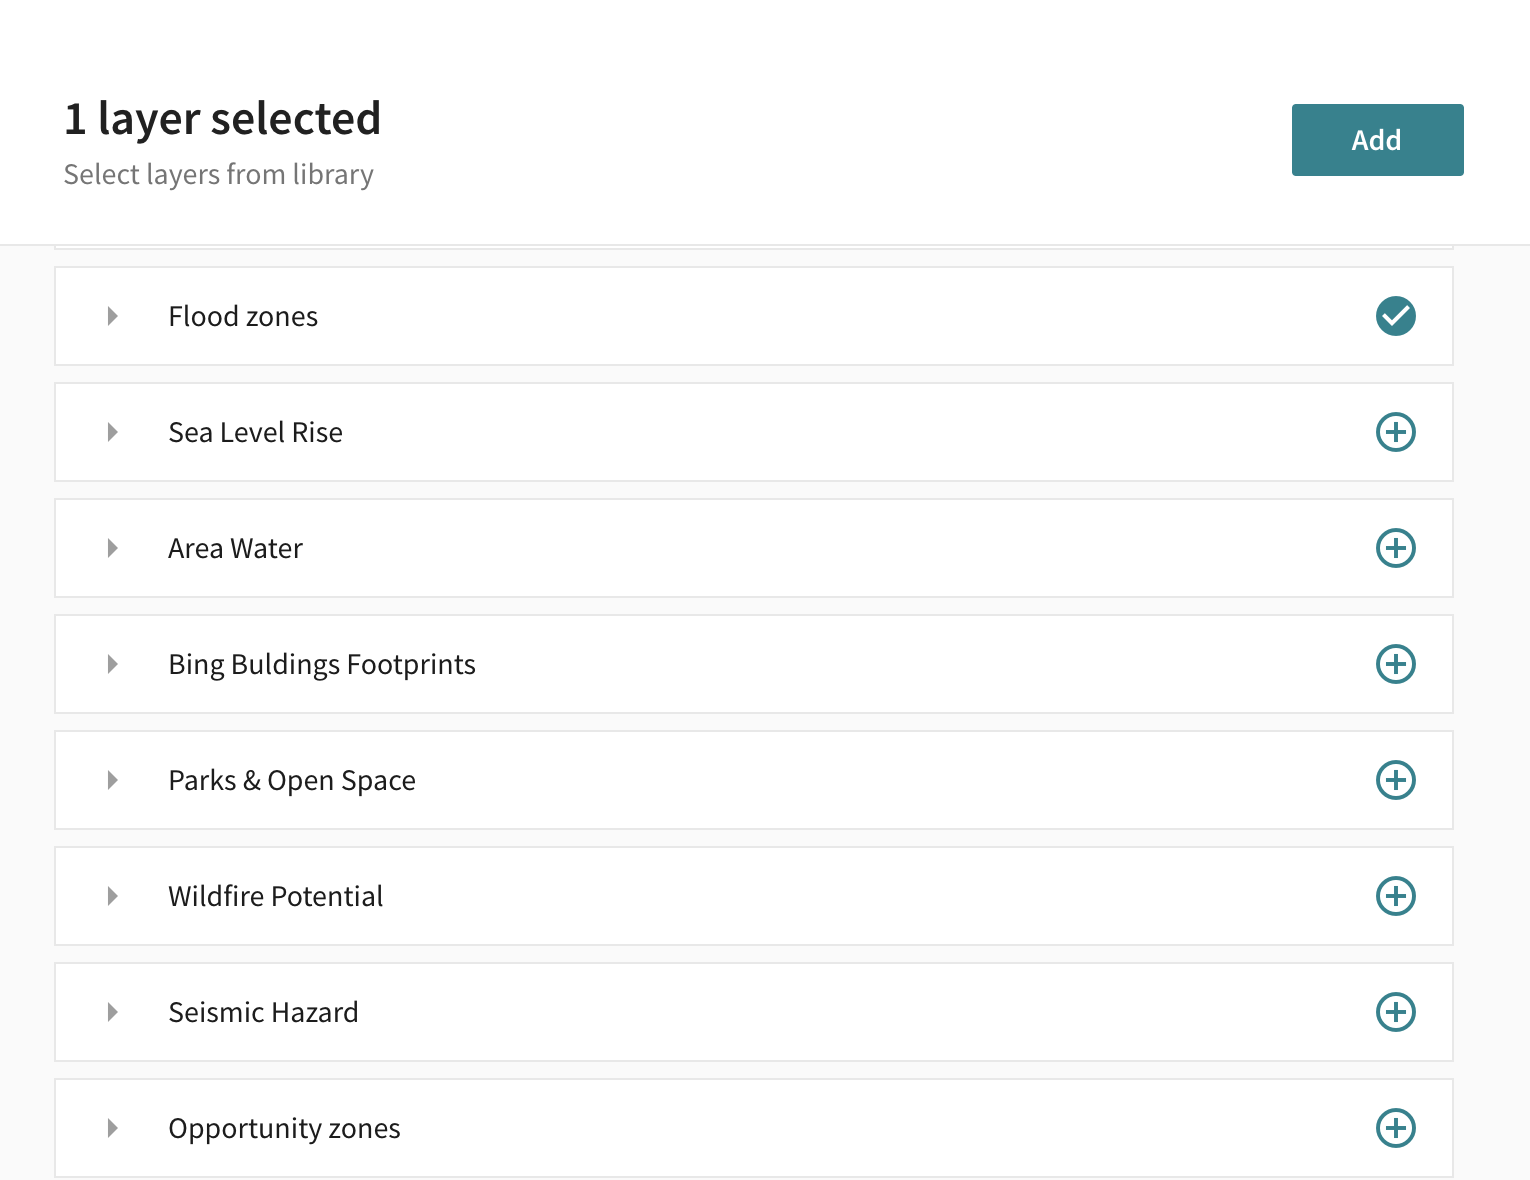 1 layer selected
Select layers from library
Add
Flood zones
Sea Level Rise
Area Water
Bing Buldings Footprints
Parks & Open Space
Wildfire Potential
Seismic Hazard
Opportunity zones